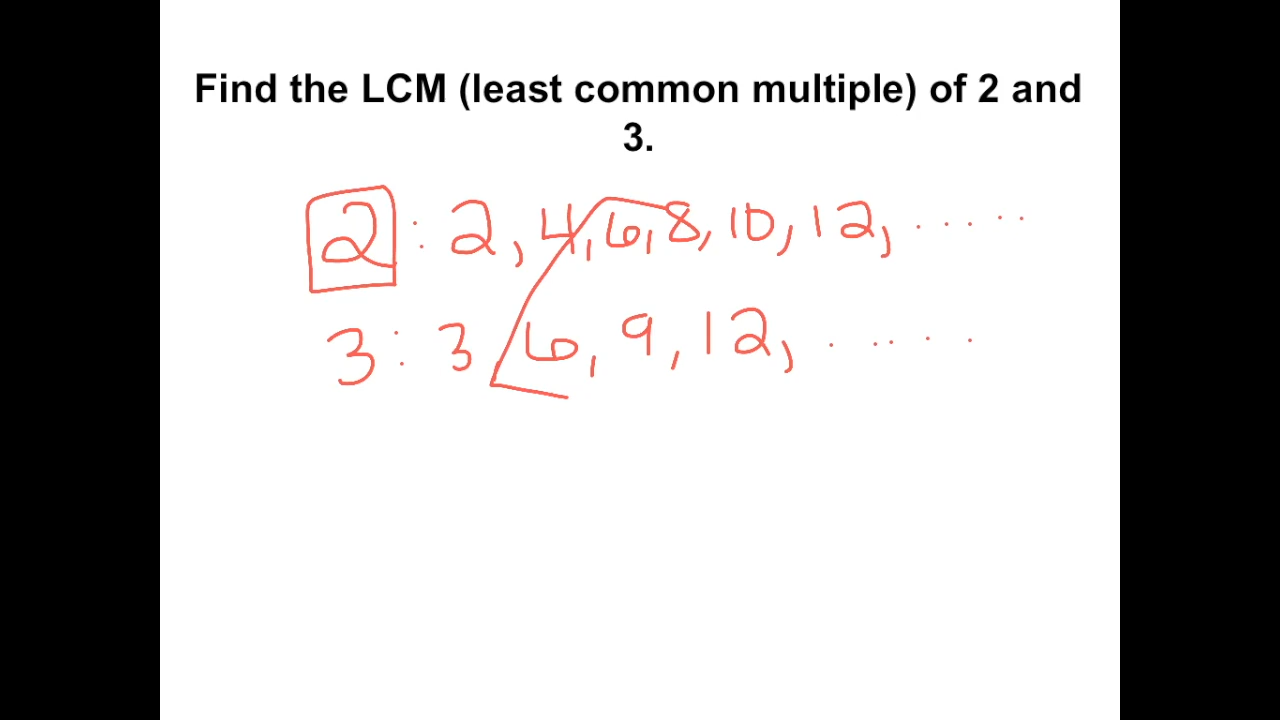 Find the LCM (least common multiple) of 2 and
3.
2 : 2, 4, 6, 8, 10, 12, .....
3 : 3 6, 9, 12, .....